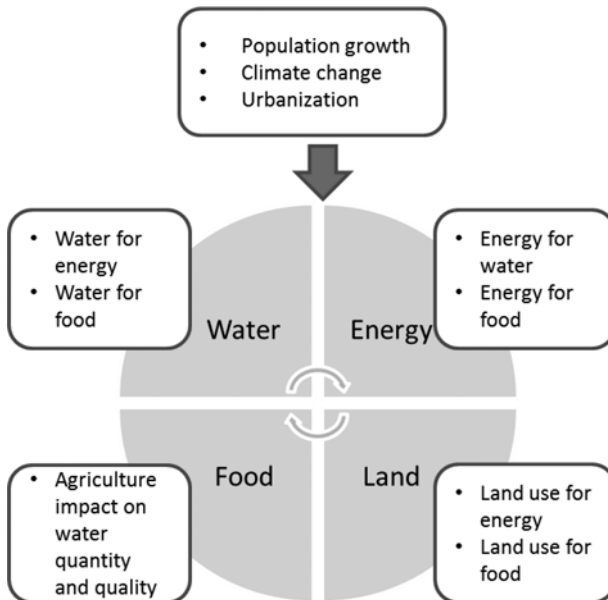 • Population growth
• Climate change
• Urbanization
• Water for
energy
• Water for
food
• Energy for
water
• Energy for
food
Water
Energy
Food
Land
• Agriculture
impact on
water
quantity
and quality
• Land use for
energy
• Land use for
food